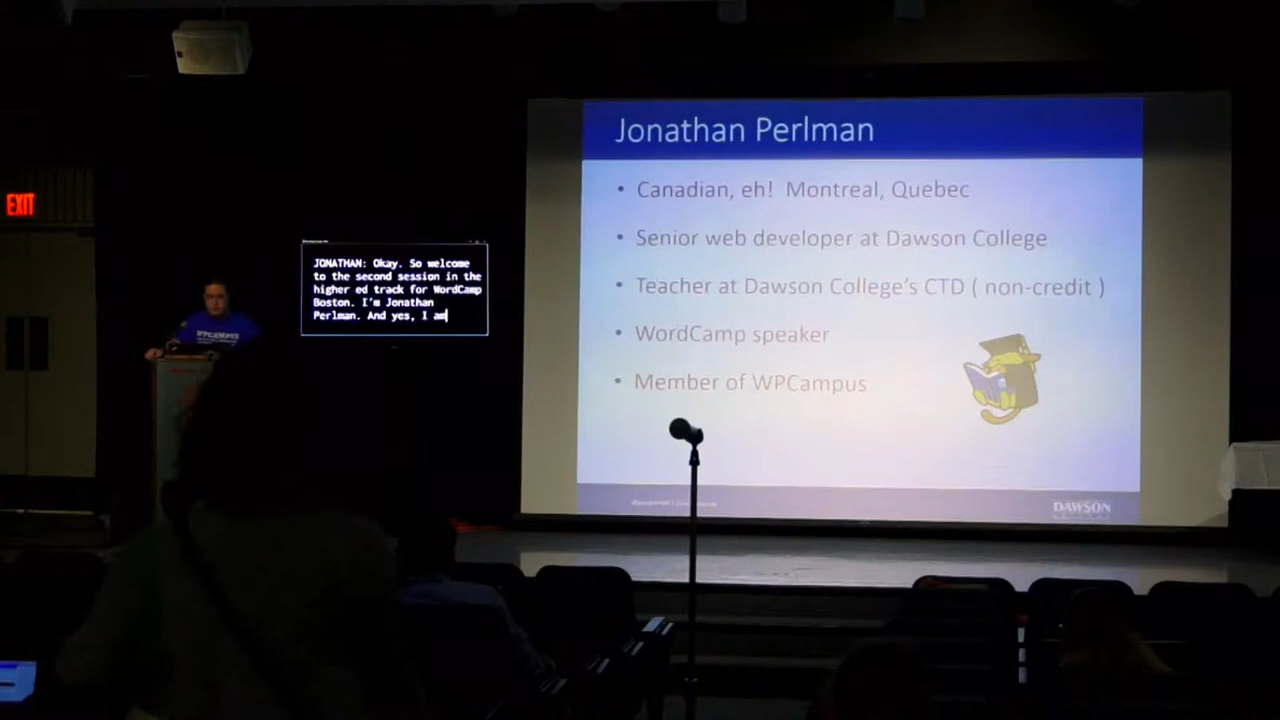 EXIT
JONATHAN: Okay. So welcome
to the second session in the
higher ed track for WordCamp
Boston. I'm Jonathan
Perlman. And yes, I am
Jonathan Perlman
• Canadian, eh! Montreal, Quebec
• Senior web developer at Dawson College
• Teacher at Dawson College's CTD ( non-credit )
• WordCamp speaker
• Member of WPCampus
DAWSON